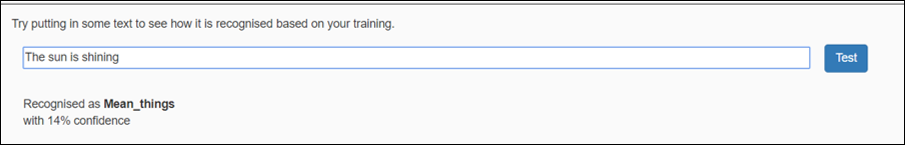 Try putting in some text to see how it is recognised based on your training.
The sun is shining
Test
Recognised as Mean_things
with 14% confidence